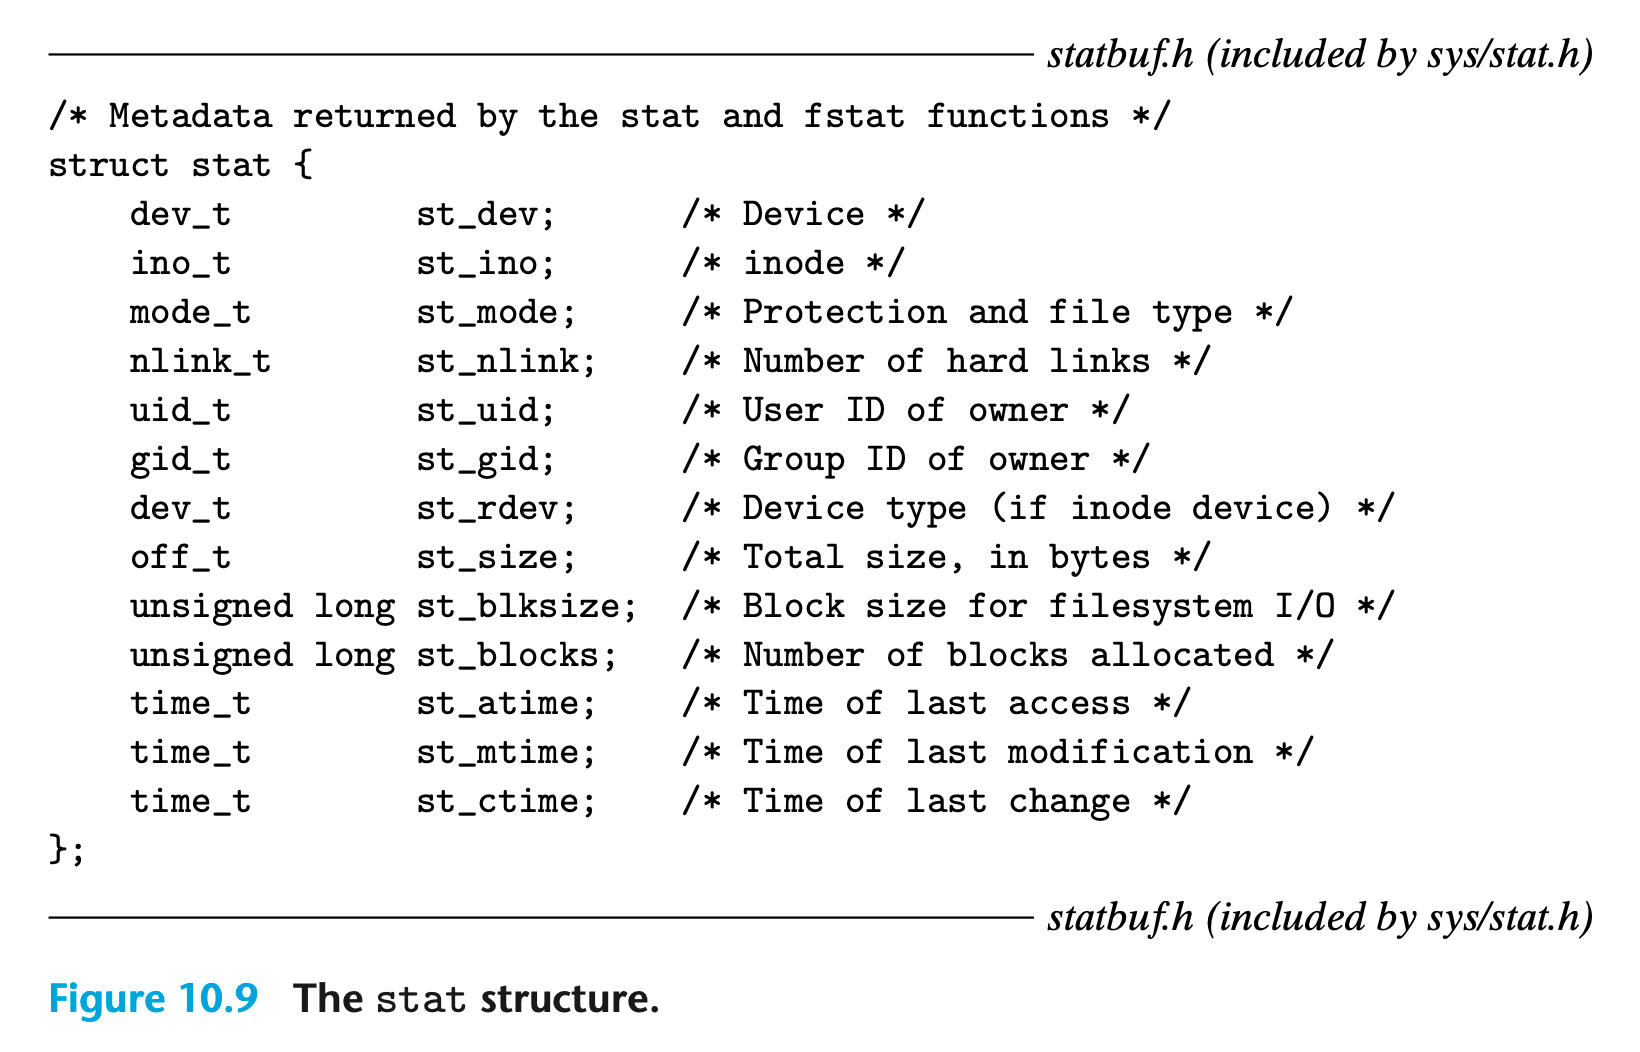 statbuf.h (included by sys/stat.h)
/* Metadata returned by the stat and fstat functions */
struct stat {
    dev_t         st_dev;      /* Device */
    ino_t         st_ino;      /* inode */
    mode_t        st_mode;     /* Protection and file type */
    nlink_t       st_nlink;    /* Number of hard links */
    uid_t         st_uid;      /* User ID of owner */
    gid_t         st_gid;      /* Group ID of owner */
    dev_t         st_rdev;     /* Device type (if inode device) */
    off_t         st_size;     /* Total size, in bytes */
    unsigned long st_blksize;  /* Block size for filesystem I/O */
    unsigned long st_blocks;   /* Number of blocks allocated */
    time_t        st_atime;    /* Time of last access */
    time_t        st_mtime;    /* Time of last modification */
    time_t        st_ctime;    /* Time of last change */
};
statbuf.h (included by sys/stat.h)
Figure 10.9 The stat structure.